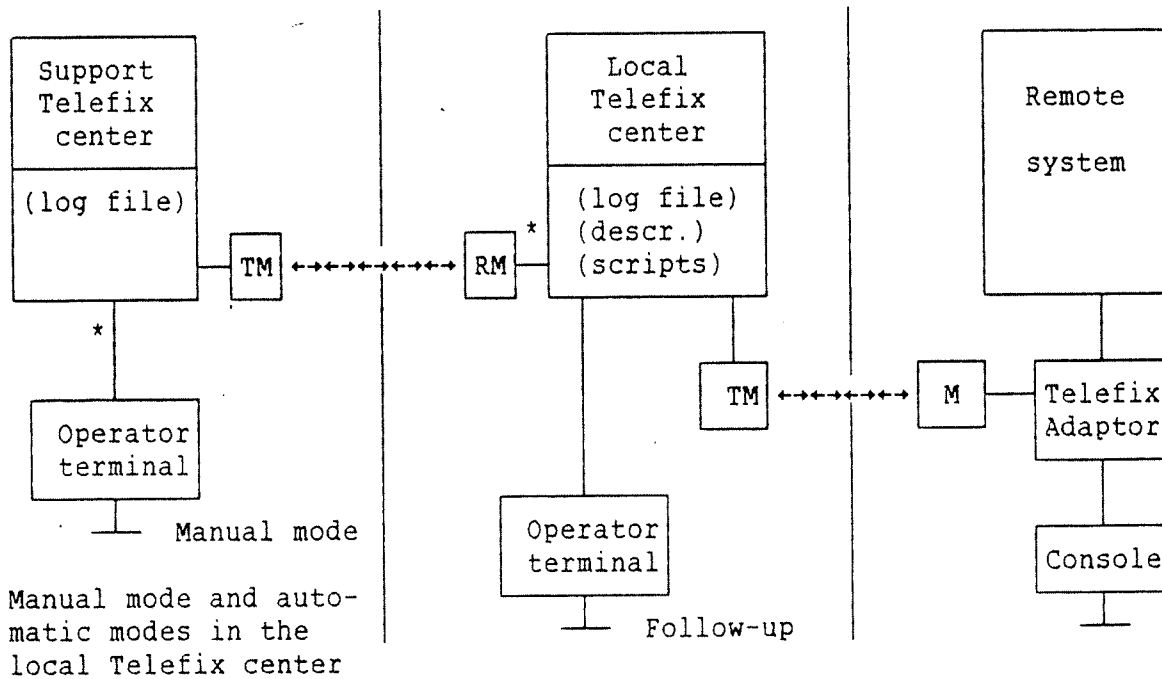 Support
Telefix
center
(log file)
TM
*
Operator
terminal
Manual mode
Manual mode and auto-
matic modes in the
local Telefix center
Local
Telefix
center
(log file)
(descr.)
(scripts)
*
RM
TM
Operator
terminal
Follow-up
Remote
system
M
Telefix
Adaptor
Console